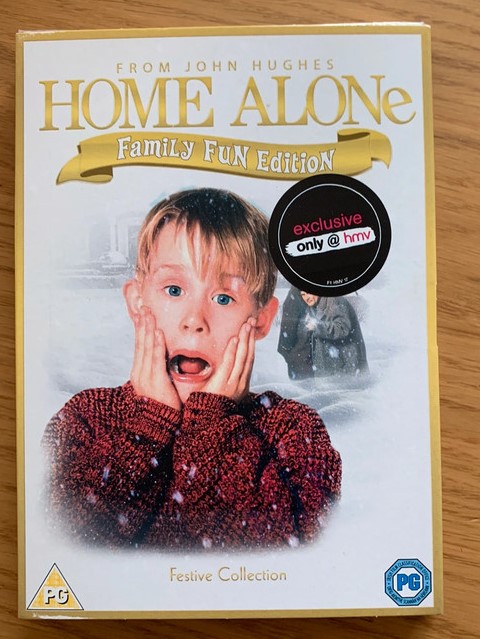 FROM JOHN HUGHES
HOME ALONe
FamiLy FUN EditioN
exclusive
only @ hmv
Festive Collection
PG
PG